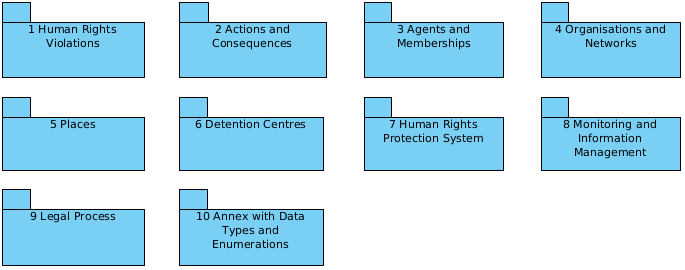 1 Human Rights
Violations
2 Actions and
Consequences
3 Agents and
Memberships
4 Organisations and
Networks
5 Places
6 Detention Centres
7 Human Rights
Protection System
8 Monitoring and
Information
Management
9 Legal Process
10 Annex with Data
Types and
Enumerations